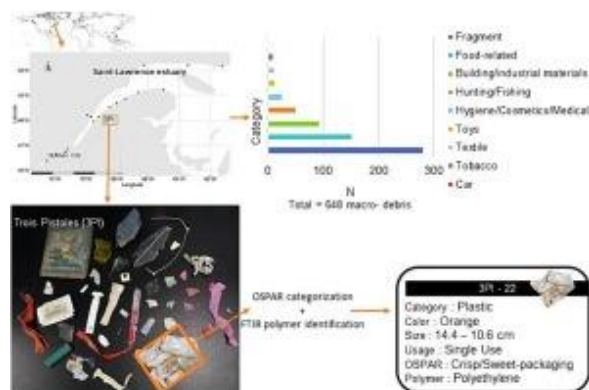 Saint-Lawrence estuary
3PI
Longitude
Category
0
100
200
300
N
Total = 648 macro- debris
Fragment
Food-related
Building/industrial materials
Hunting/Fishing
Hygiene/Cosmetics/Medical
Toys
Textile
Tobacco
Car
Trois Pistoles (3PI)
OSPAR categorization
+
FTIR polymer identification
3PI - 22
Category : Plastic
Color : Orange
Size : 14.4 – 10.6 cm
Usage : Single Use
OSPAR : Crisp/Sweet-packaging
Polymer : Polyethylene